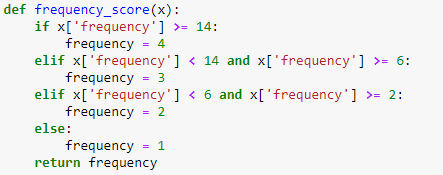 def frequency_score(x):
    if x['frequency'] >= 14:
        frequency = 4
    elif x['frequency'] < 14 and x['frequency'] >= 6:
        frequency = 3
    elif x['frequency'] < 6 and x['frequency'] >= 2:
        frequency = 2
    else:
        frequency = 1
    return frequency